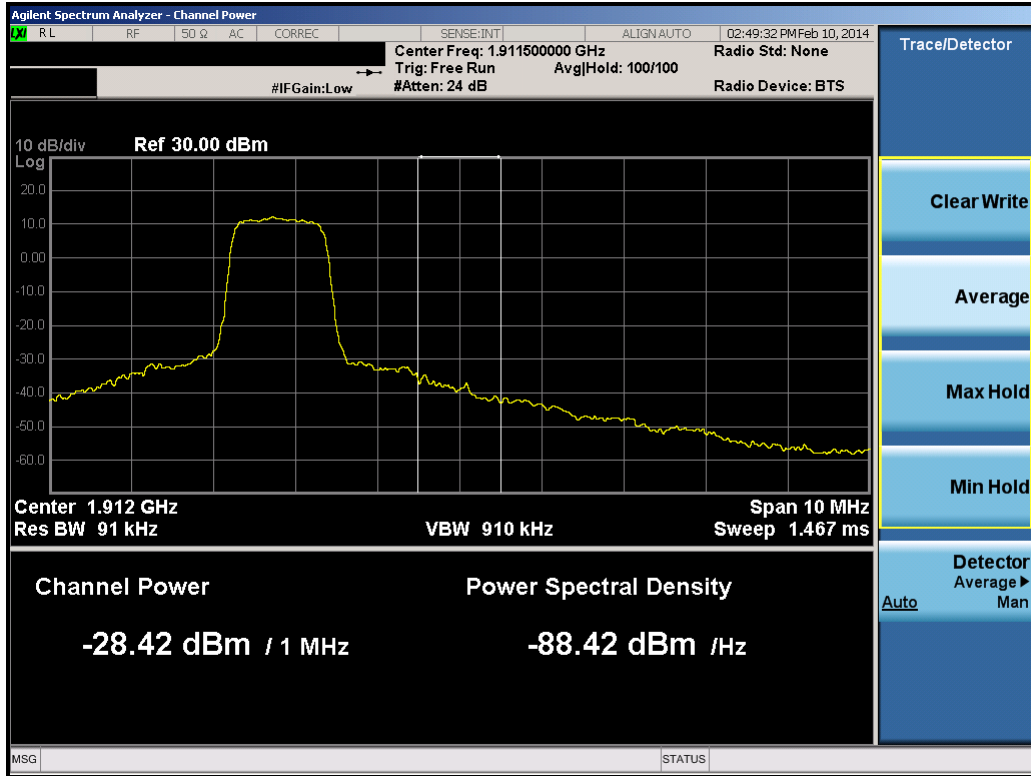 Agilent Spectrum Analyzer - Channel Power
LXI RL RF 50 Ω AC CORREC SENSE:INT ALIGN AUTO 02:49:32 PM Feb 10, 2014
Center Freq: 1.911500000 GHz Radio Std: None
Trig: Free Run Avg|Hold: 100/100
#IFGain:Low #Atten: 24 dB Radio Device: BTS
10 dB/div Ref 30.00 dBm
Log
20.0
10.0
0.00
-10.0
-20.0
-30.0
-40.0
-50.0
-60.0
Center 1.912 GHz Span 10 MHz
Res BW 91 kHz VBW 910 kHz Sweep 1.467 ms
Channel Power Power Spectral Density
-28.42 dBm / 1 MHz -88.42 dBm /Hz
Trace/Detector
Clear Write
Average
Max Hold
Min Hold
Detector
Average▶
Auto Man
MSG STATUS